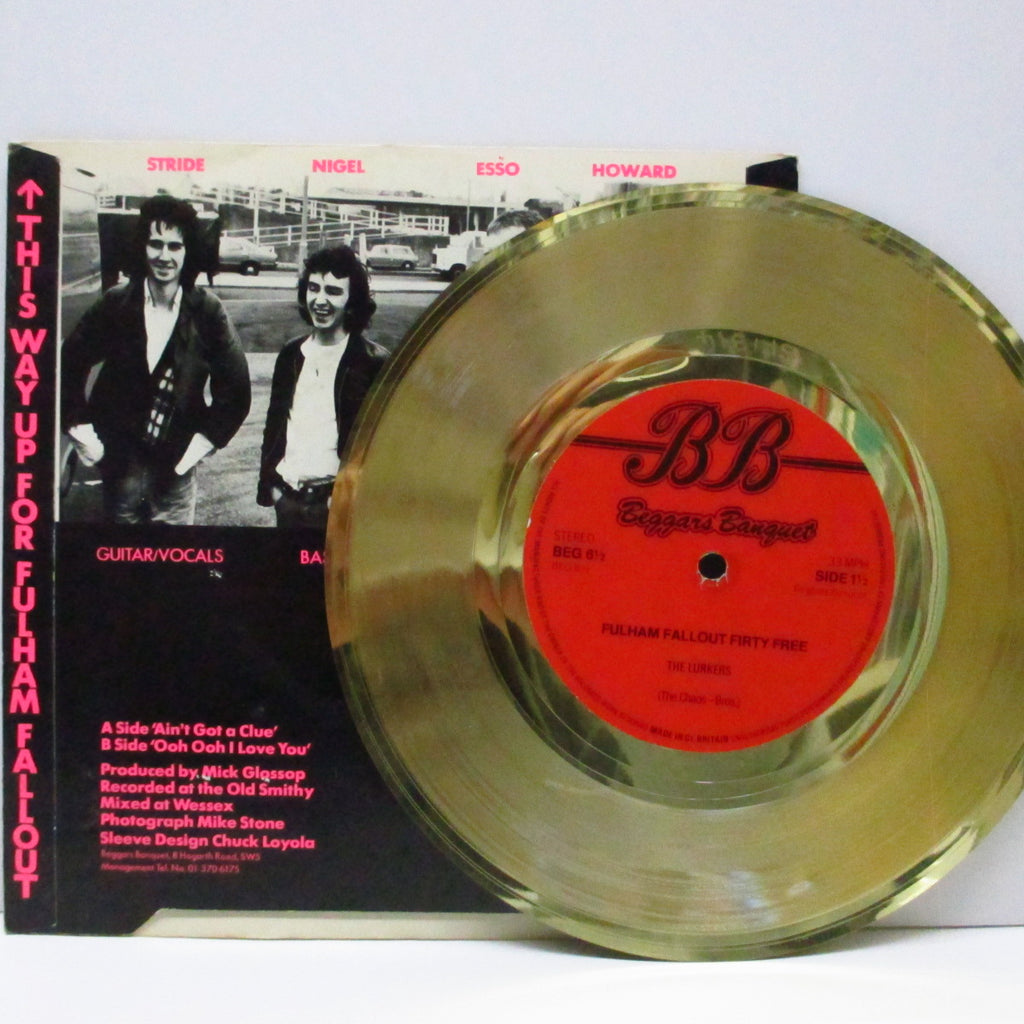 STRIDE NIGEL ESSO HOWARD
↑ THIS WAY UP FOR FULHAM FALLOUT
GUITAR/VOCALS BAS
A Side 'Ain't Got a Clue'
B Side 'Ooh Ooh I Love You'
Produced by Mick Glossop
Recorded at the Old Smithy
Mixed at Wessex
Photograph Mike Stone
Sleeve Design Chuck Loyola
Beggars Banquet, 8 Hogarth Road, SW5
Management Tel. No. 01 370 6175
BB
Beggars Banquet
STEREO
BEG 6½
33 MPH
SIDE 1½
FULHAM FALLOUT FIRTY FREE
THE LURKERS
(The Chaos-Bros.)
MADE IN GT. BRITAIN